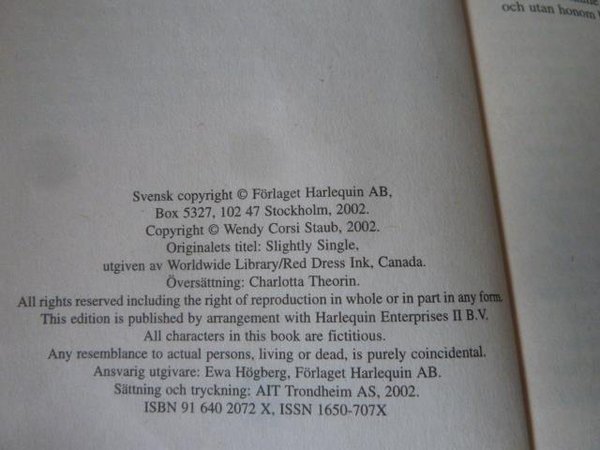 och utan honom
Svensk copyright © Förlaget Harlequin AB,
Box 5327, 102 47 Stockholm, 2002.
Copyright © Wendy Corsi Staub, 2002.
Originalets titel: Slightly Single,
utgiven av Worldwide Library/Red Dress Ink, Canada.
Översättning: Charlotta Theorin.
All rights reserved including the right of reproduction in whole or in part in any form.
This edition is published by arrangement with Harlequin Enterprises II B.V.
All characters in this book are fictitious.
Any resemblance to actual persons, living or dead, is purely coincidental.
Ansvarig utgivare: Ewa Högberg, Förlaget Harlequin AB.
Sättning och tryckning: AIT Trondheim AS, 2002.
ISBN 91 640 2072 X, ISSN 1650-707X